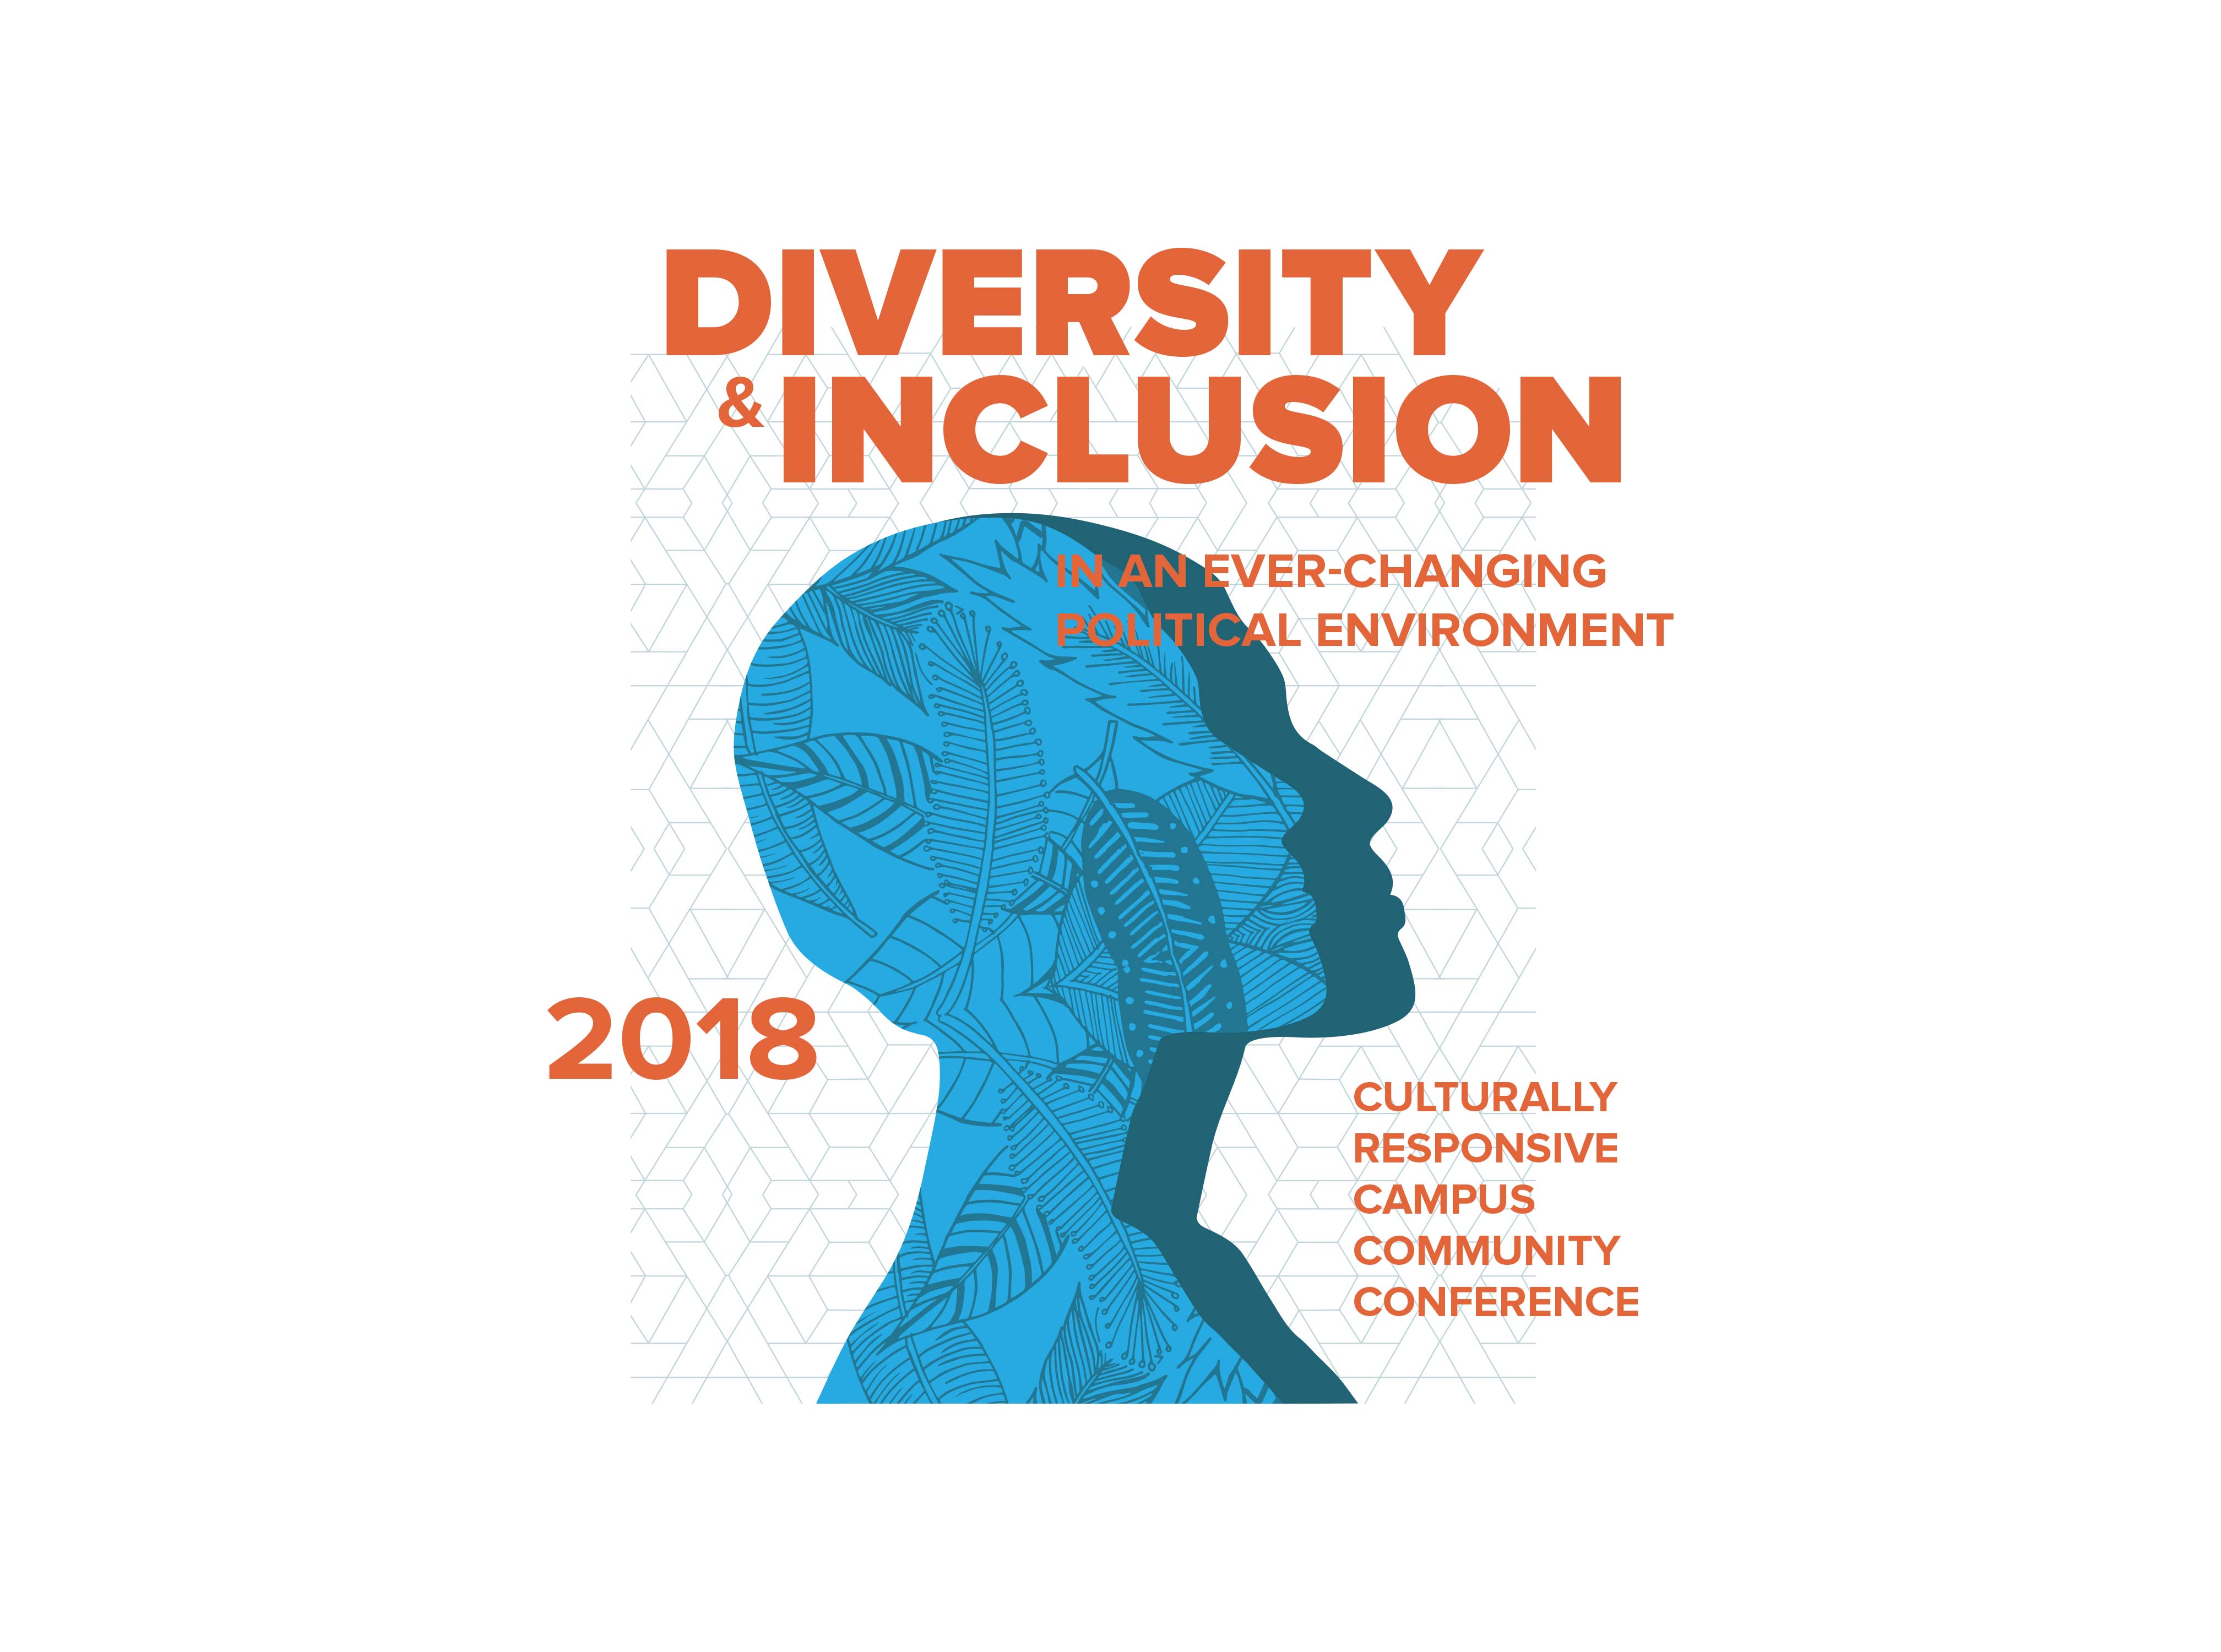 DIVERSITY
& INCLUSION
IN AN EVER-CHANGING
POLITICAL ENVIRONMENT
2018
CULTURALLY
RESPONSIVE
CAMPUS
COMMUNITY
CONFERENCE